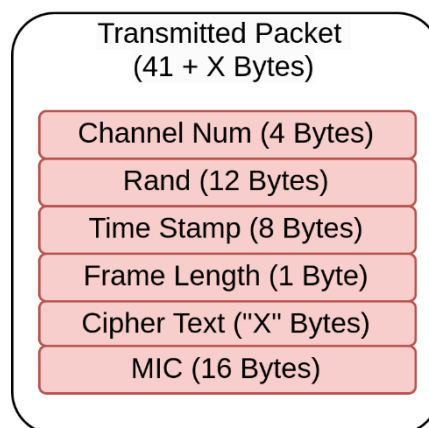 Transmitted Packet
(41 + X Bytes)
Channel Num (4 Bytes)
Rand (12 Bytes)
Time Stamp (8 Bytes)
Frame Length (1 Byte)
Cipher Text ("X" Bytes)
MIC (16 Bytes)